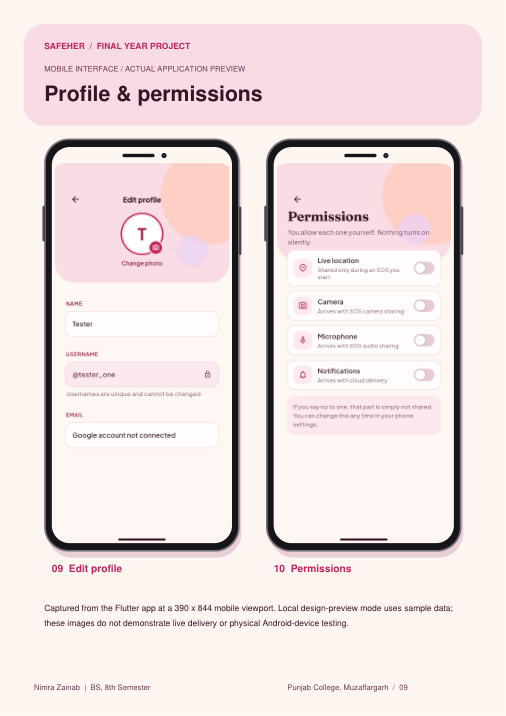 SAFEHER / FINAL YEAR PROJECT
MOBILE INTERFACE / ACTUAL APPLICATION PREVIEW
Profile & permissions
Edit profile
T
Change photo
NAME
Tester
USERNAME
@tester_one
Usernames are unique and cannot be changed.
EMAIL
Google account not connected
Permissions
You allow each one yourself. Nothing turns on
silently.
Live location
Shared only during an SOS you
start
Camera
Arrives with SOS camera sharing
Microphone
Arrives with SOS audio sharing
Notifications
Arrives with cloud delivery
If you say no to one, that part is simply not shared.
You can change this any time in your phone
settings.
09 Edit profile
10 Permissions
Captured from the Flutter app at a 390 x 844 mobile viewport. Local design-preview mode uses sample data;
these images do not demonstrate live delivery or physical Android-device testing.
Nimra Zainab | BS, 8th Semester
Punjab College, Muzaffargarh / 09